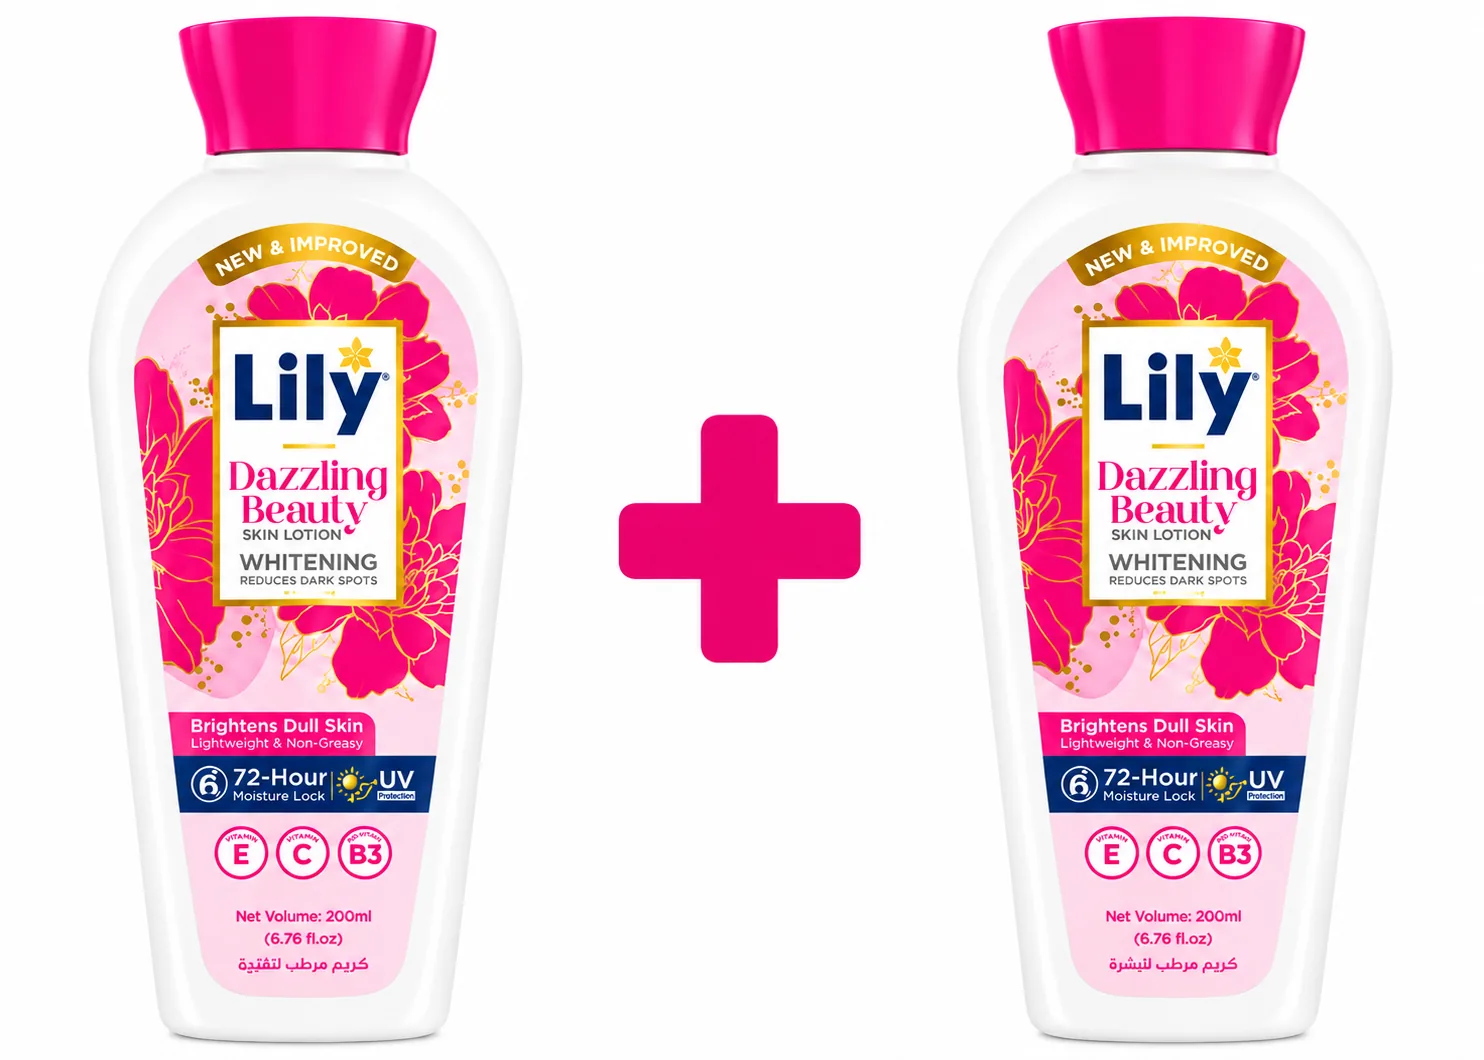 NEW & IMPROVED
Lily®
Dazzling
Beauty
SKIN LOTION
WHITENING
REDUCES DARK SPOTS
Brightens Dull Skin
Lightweight & Non-Greasy
72-Hour
Moisture Lock
UV
Protection
VITAMIN
E
VITAMIN
C
B3
Net Volume: 200ml
(6.76 fl.oz)
كريم مرطب
NEW & IMPROVED
Lily®
Dazzling
Beauty
SKIN LOTION
WHITENING
REDUCES DARK SPOTS
Brightens Dull Skin
Lightweight & Non-Greasy
72-Hour
Moisture Lock
UV
Protection
VITAMIN
E
VITAMIN
C
B3
Net Volume: 200ml
(6.76 fl.oz)
كريم مرطب